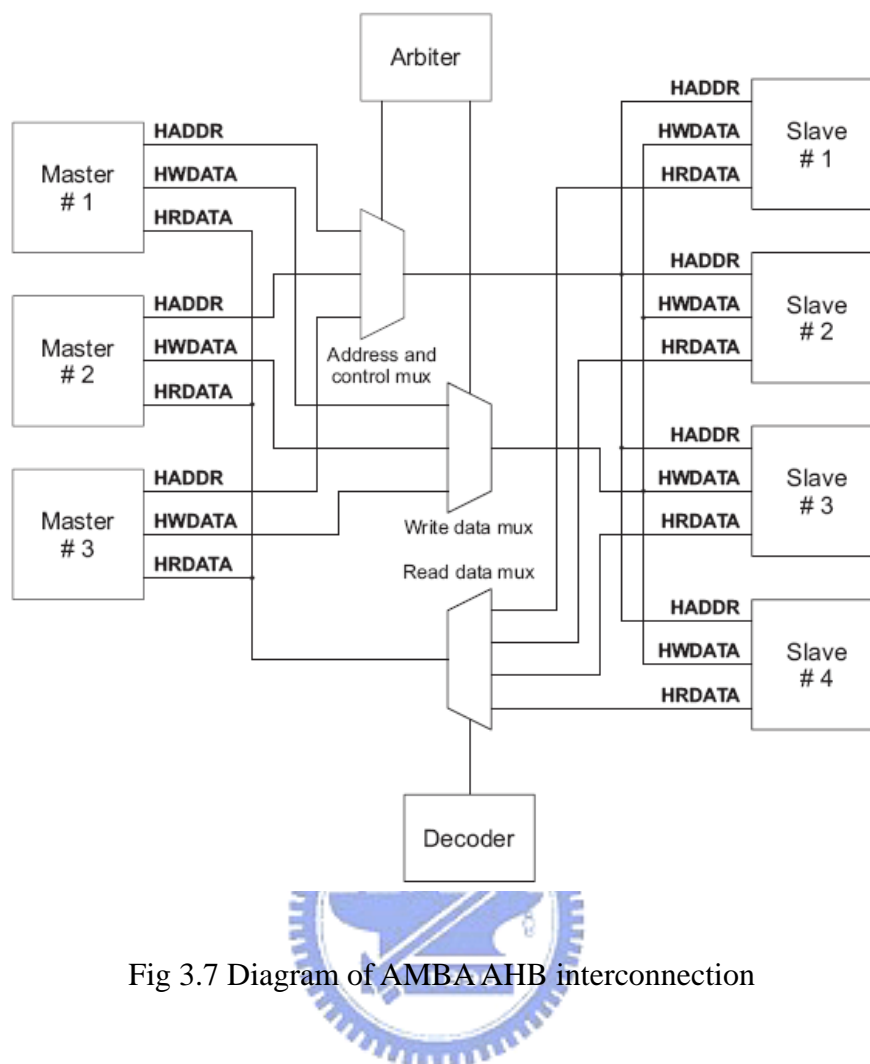 Arbiter
HADDR
HWDATA
HRDATA
Master
# 1
HADDR
HWDATA
HRDATA
Slave
# 1
HADDR
HWDATA
HRDATA
Master
# 2
Address and
control mux
HADDR
HWDATA
HRDATA
Slave
# 2
HADDR
HWDATA
HRDATA
Master
# 3
Write data mux
Read data mux
HADDR
HWDATA
HRDATA
Slave
# 3
HADDR
HWDATA
HRDATA
Slave
# 4
Decoder
Fig 3.7 Diagram of AMBA AHB interconnection